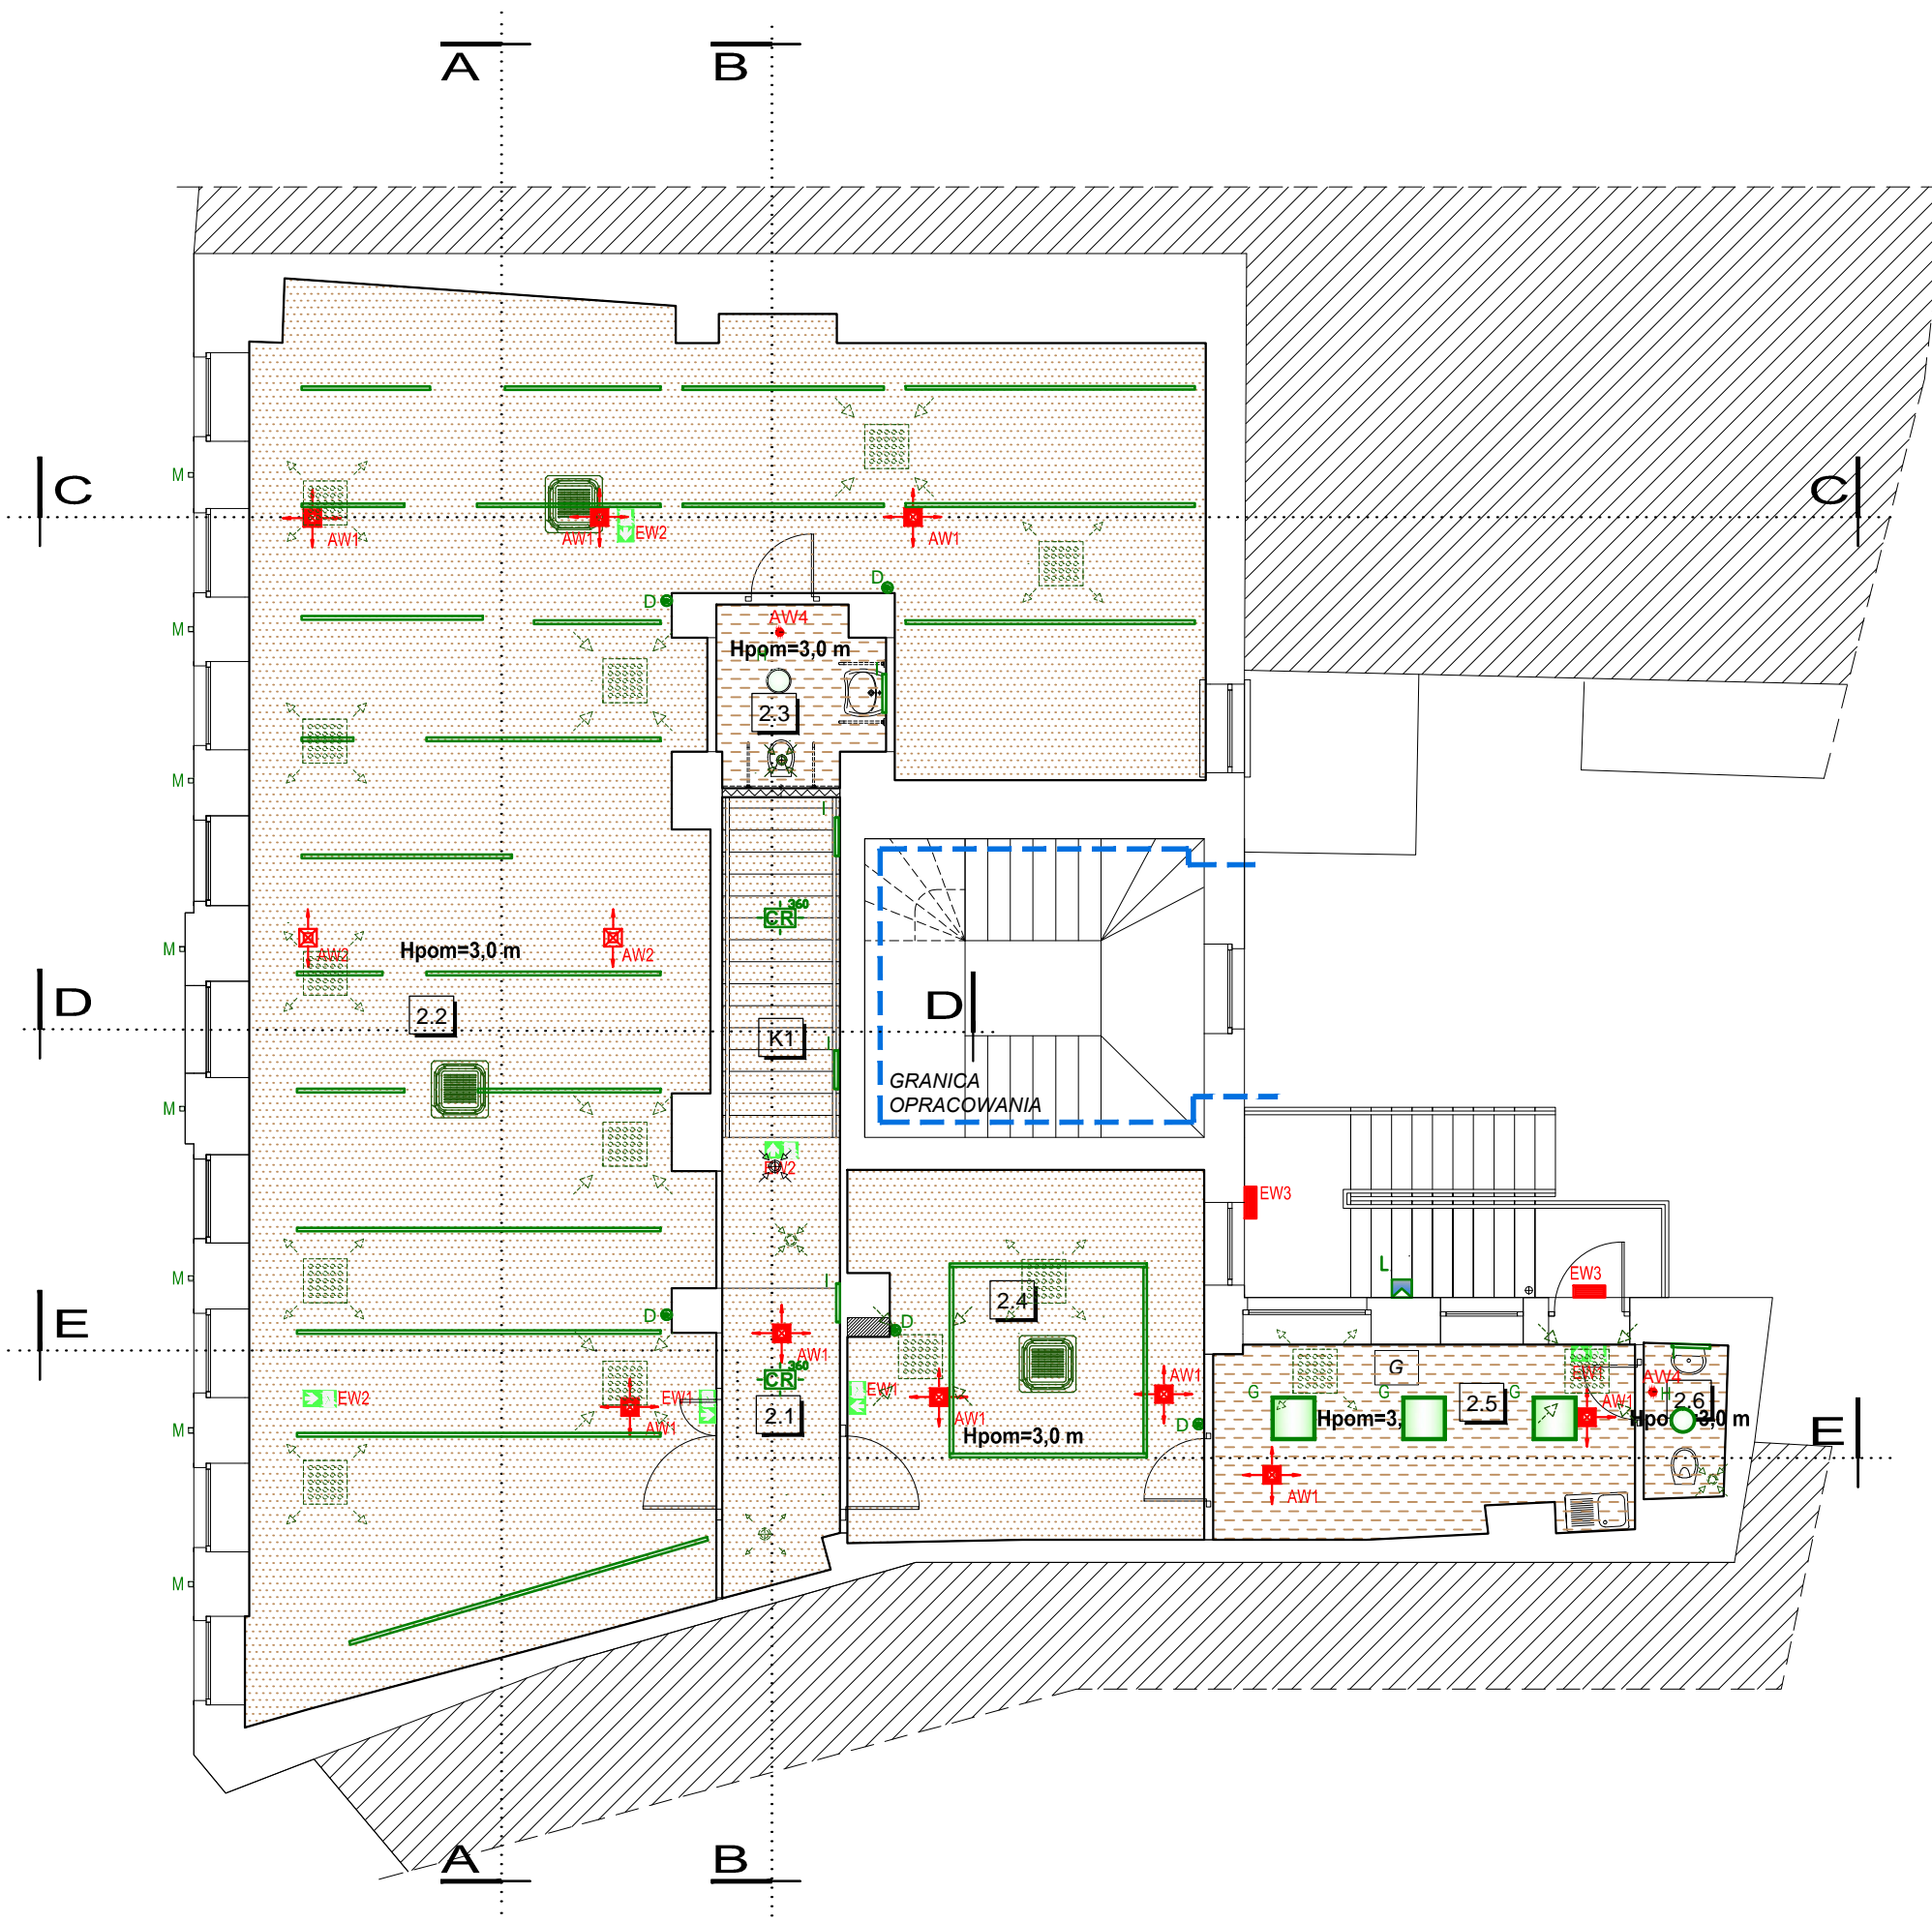 A
B
C
C
M
AW1
AW1
EW2
AW1
D
D
M
AW4
Hpom=3,0 m
H
I
2.3
M
I
360
CR
M
AW2
Hpom=3,0 m
AW2
D
D
2.2
K1
I
GRANICA
OPRACOWANIA
M
EW2
EW3
M
L
EW3
I
2.4
E
D
D
AW1
360
CR
G
EW1
AW1
AW4
EW2
EW1
EW1
G
G
G
2.5
AW1
H
2.6
AW1
2.1
AW1
D
Hpom=3,
Hpo
3,0 m
M
Hpom=3,0 m
E
AW1
M
A
B